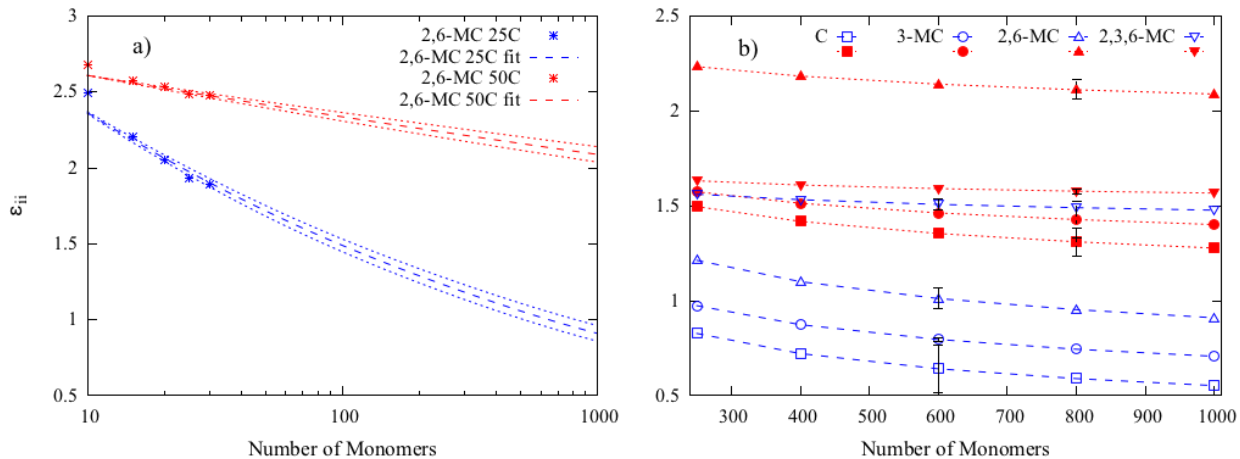 a)
2,6-MC 25C
2,6-MC 25C fit
2,6-MC 50C
2,6-MC 50C fit
3
2.5
2
1.5
1
0.5
εii
10 100 1000
Number of Monomers
b)
C 3-MC 2,6-MC 2,3,6-MC
2.5
2
1.5
1
0.5
300 400 500 600 700 800 900 1000
Number of Monomers